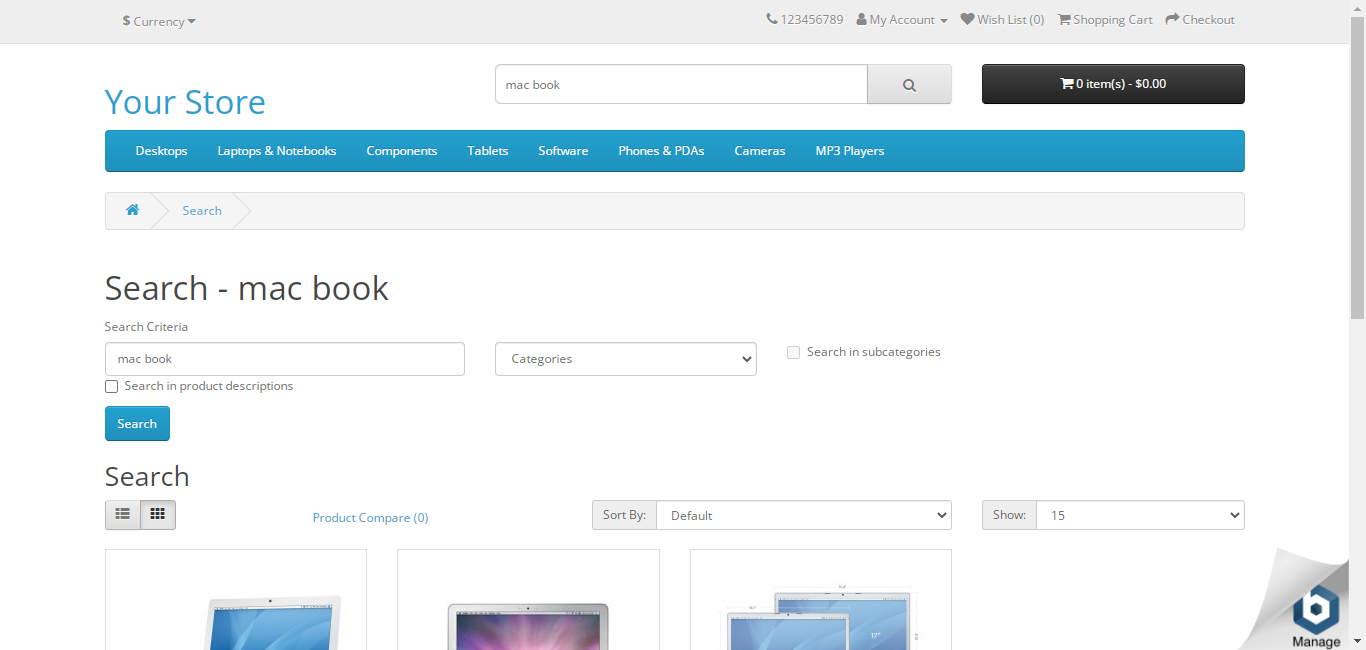 $ Currency
123456789 My Account Wish List (0) Shopping Cart Checkout
Your Store
mac book
0 item(s) - $0.00
Desktops Laptops & Notebooks Components Tablets Software Phones & PDAs Cameras MP3 Players
Search
Search - mac book
Search Criteria
mac book
Categories
Search in subcategories
Search in product descriptions
Search
Search
Product Compare (0)
Sort By: Default
Show: 15
17"
Manage